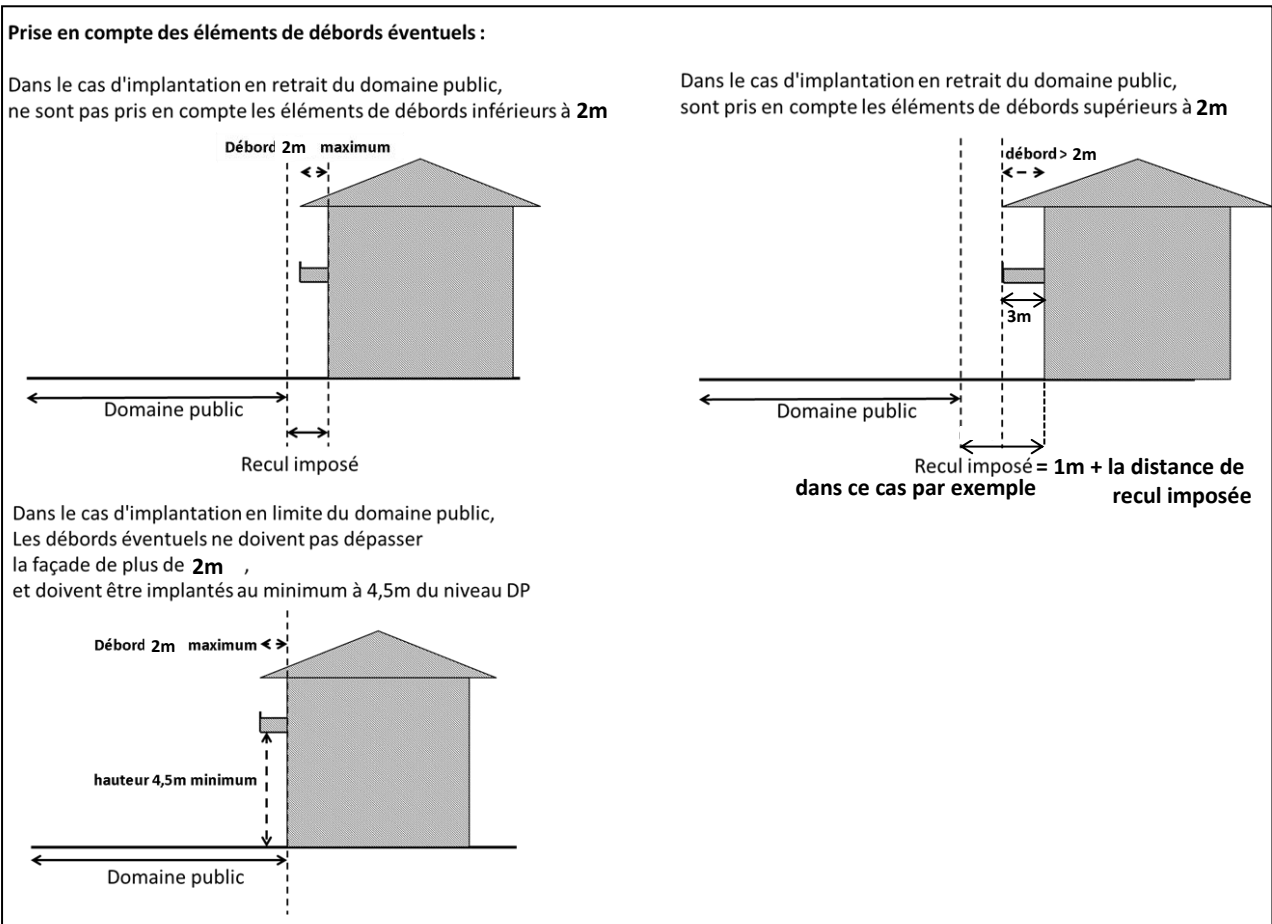 Prise en compte des éléments de débords éventuels :
Dans le cas d'implantation en retrait du domaine public,
ne sont pas pris en compte les éléments de débords inférieurs à 2m
Débord 2m maximum
Domaine public
Recul imposé
Dans le cas d'implantation en retrait du domaine public,
sont pris en compte les éléments de débords supérieurs à 2m
débord > 2m
3m
Domaine public
Recul imposé = 1m + la distance de
dans ce cas par exemple recul imposée
Dans le cas d'implantation en limite du domaine public,
Les débords éventuels ne doivent pas dépasser
la façade de plus de 2m ,
et doivent être implantés au minimum à 4,5m du niveau DP
Débord 2m maximum
hauteur 4,5m minimum
Domaine public